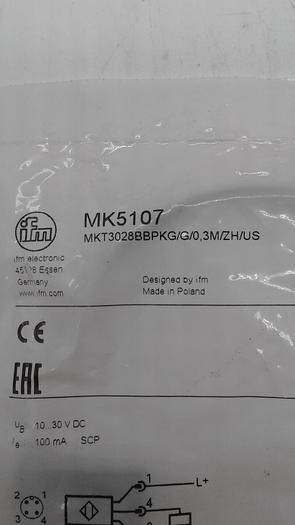 ifm
MK5107
MKT3028BBPKG/G/0,3M/ZH/US
ifm electronic
45128 Essen
Germany
www.ifm.com
Designed by ifm
Made in Poland
CE
EAC
UB 10...30 V DC
Ie 100 mA SCP
1 L+
2 1
4
3 4